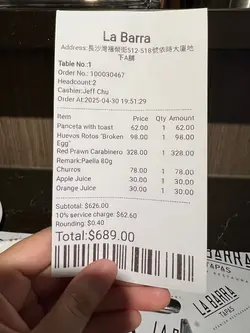 La Barra
Address:長沙灣福榮街512-518號依時大廈地
下A舖
Table No.:1
Order No.: 100030467
Headcount:2
Cashier:Jeff Chu
Order At:2025-04-30 19:51:29
Item Price Qty Amount
Panceta with toast 62.00 1 62.00
Huevos Rotos "Broken 98.00 1 98.00
Egg"
Red Prawn Carabinero 328.00 1 328.00
Remark:Paella 80g
Churros 78.00 1 78.00
Apple Juice 30.00 1 30.00
Orange Juice 30.00 1 30.00
Subtotal: $626.00
10% service charge: $62.60
Rounding: $0.40
Total:$689.00
LA BARRA
TAPAS
LA BARRA
TAPAS